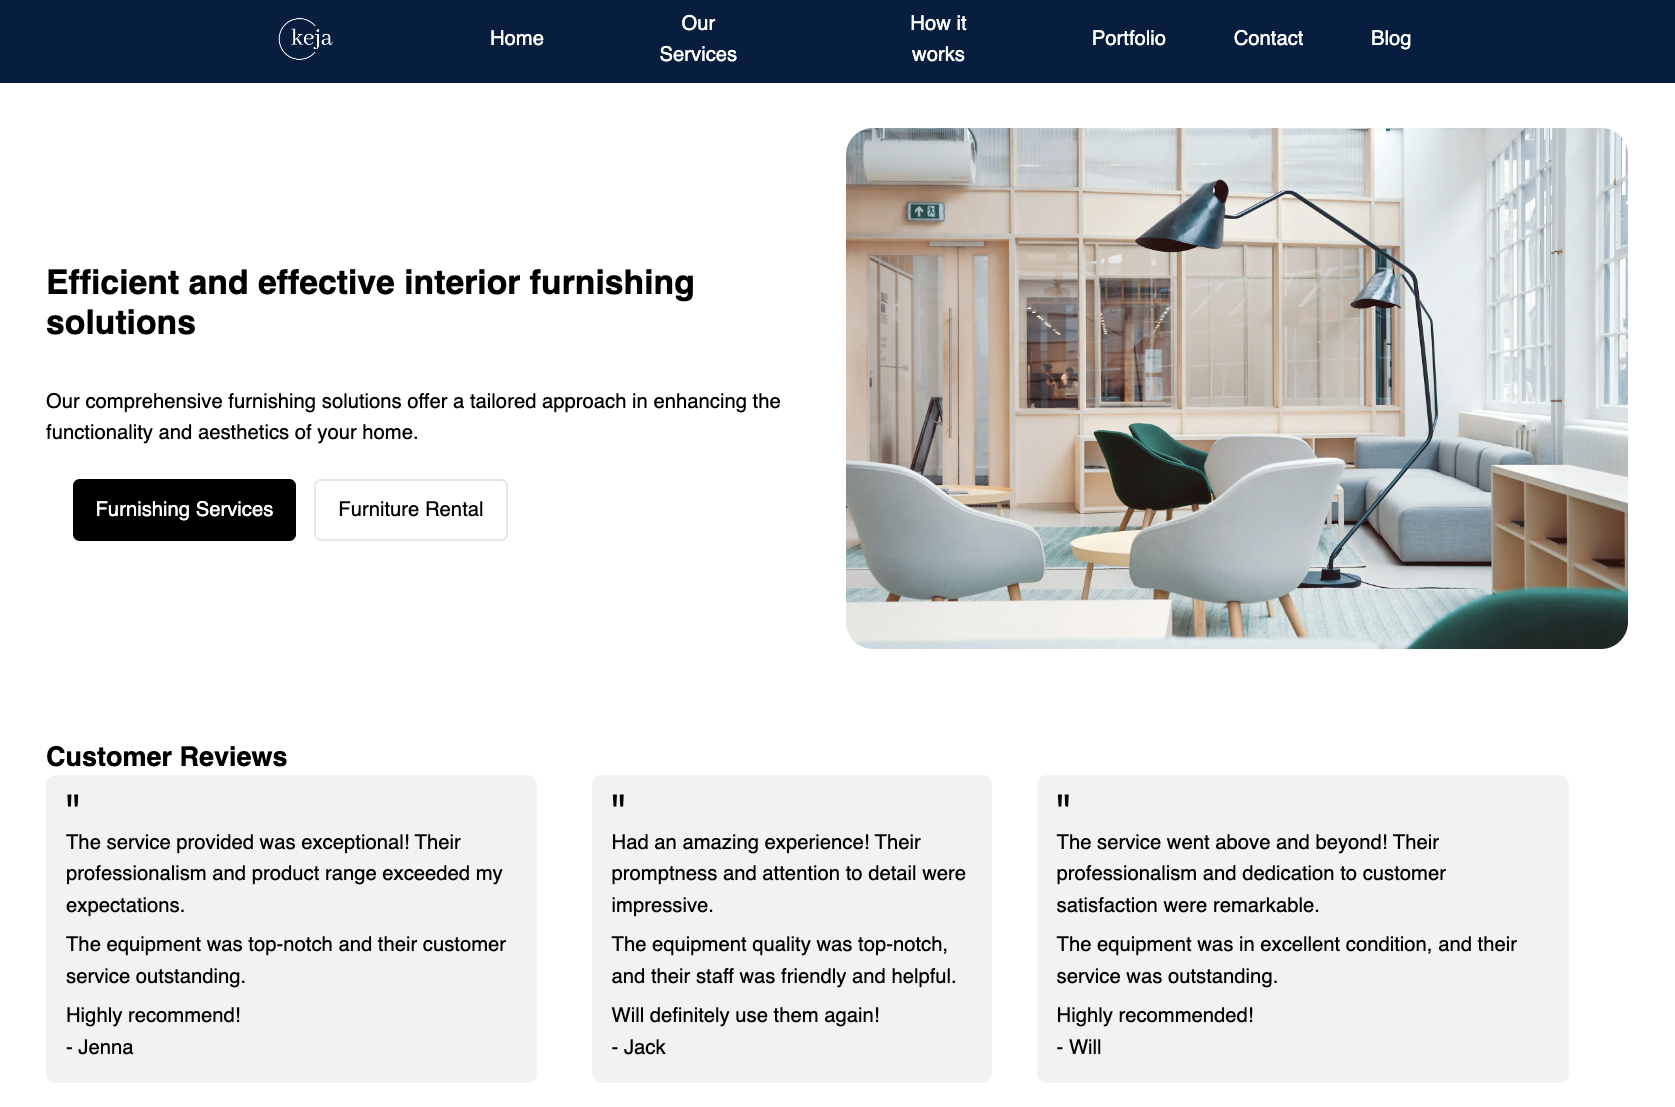 keja
Home
Our
Services
How it
works
Portfolio
Contact
Blog
Efficient and effective interior furnishing
solutions
Our comprehensive furnishing solutions offer a tailored approach in enhancing the
functionality and aesthetics of your home.
Furnishing Services
Furniture Rental
Customer Reviews
"
The service provided was exceptional! Their
professionalism and product range exceeded my
expectations.
The equipment was top-notch and their customer
service outstanding.
Highly recommend!
- Jenna
"
Had an amazing experience! Their
promptness and attention to detail were
impressive.
The equipment quality was top-notch,
and their staff was friendly and helpful.
Will definitely use them again!
- Jack
"
The service went above and beyond! Their
professionalism and dedication to customer
satisfaction were remarkable.
The equipment was in excellent condition, and their
service was outstanding.
Highly recommended!
- Will